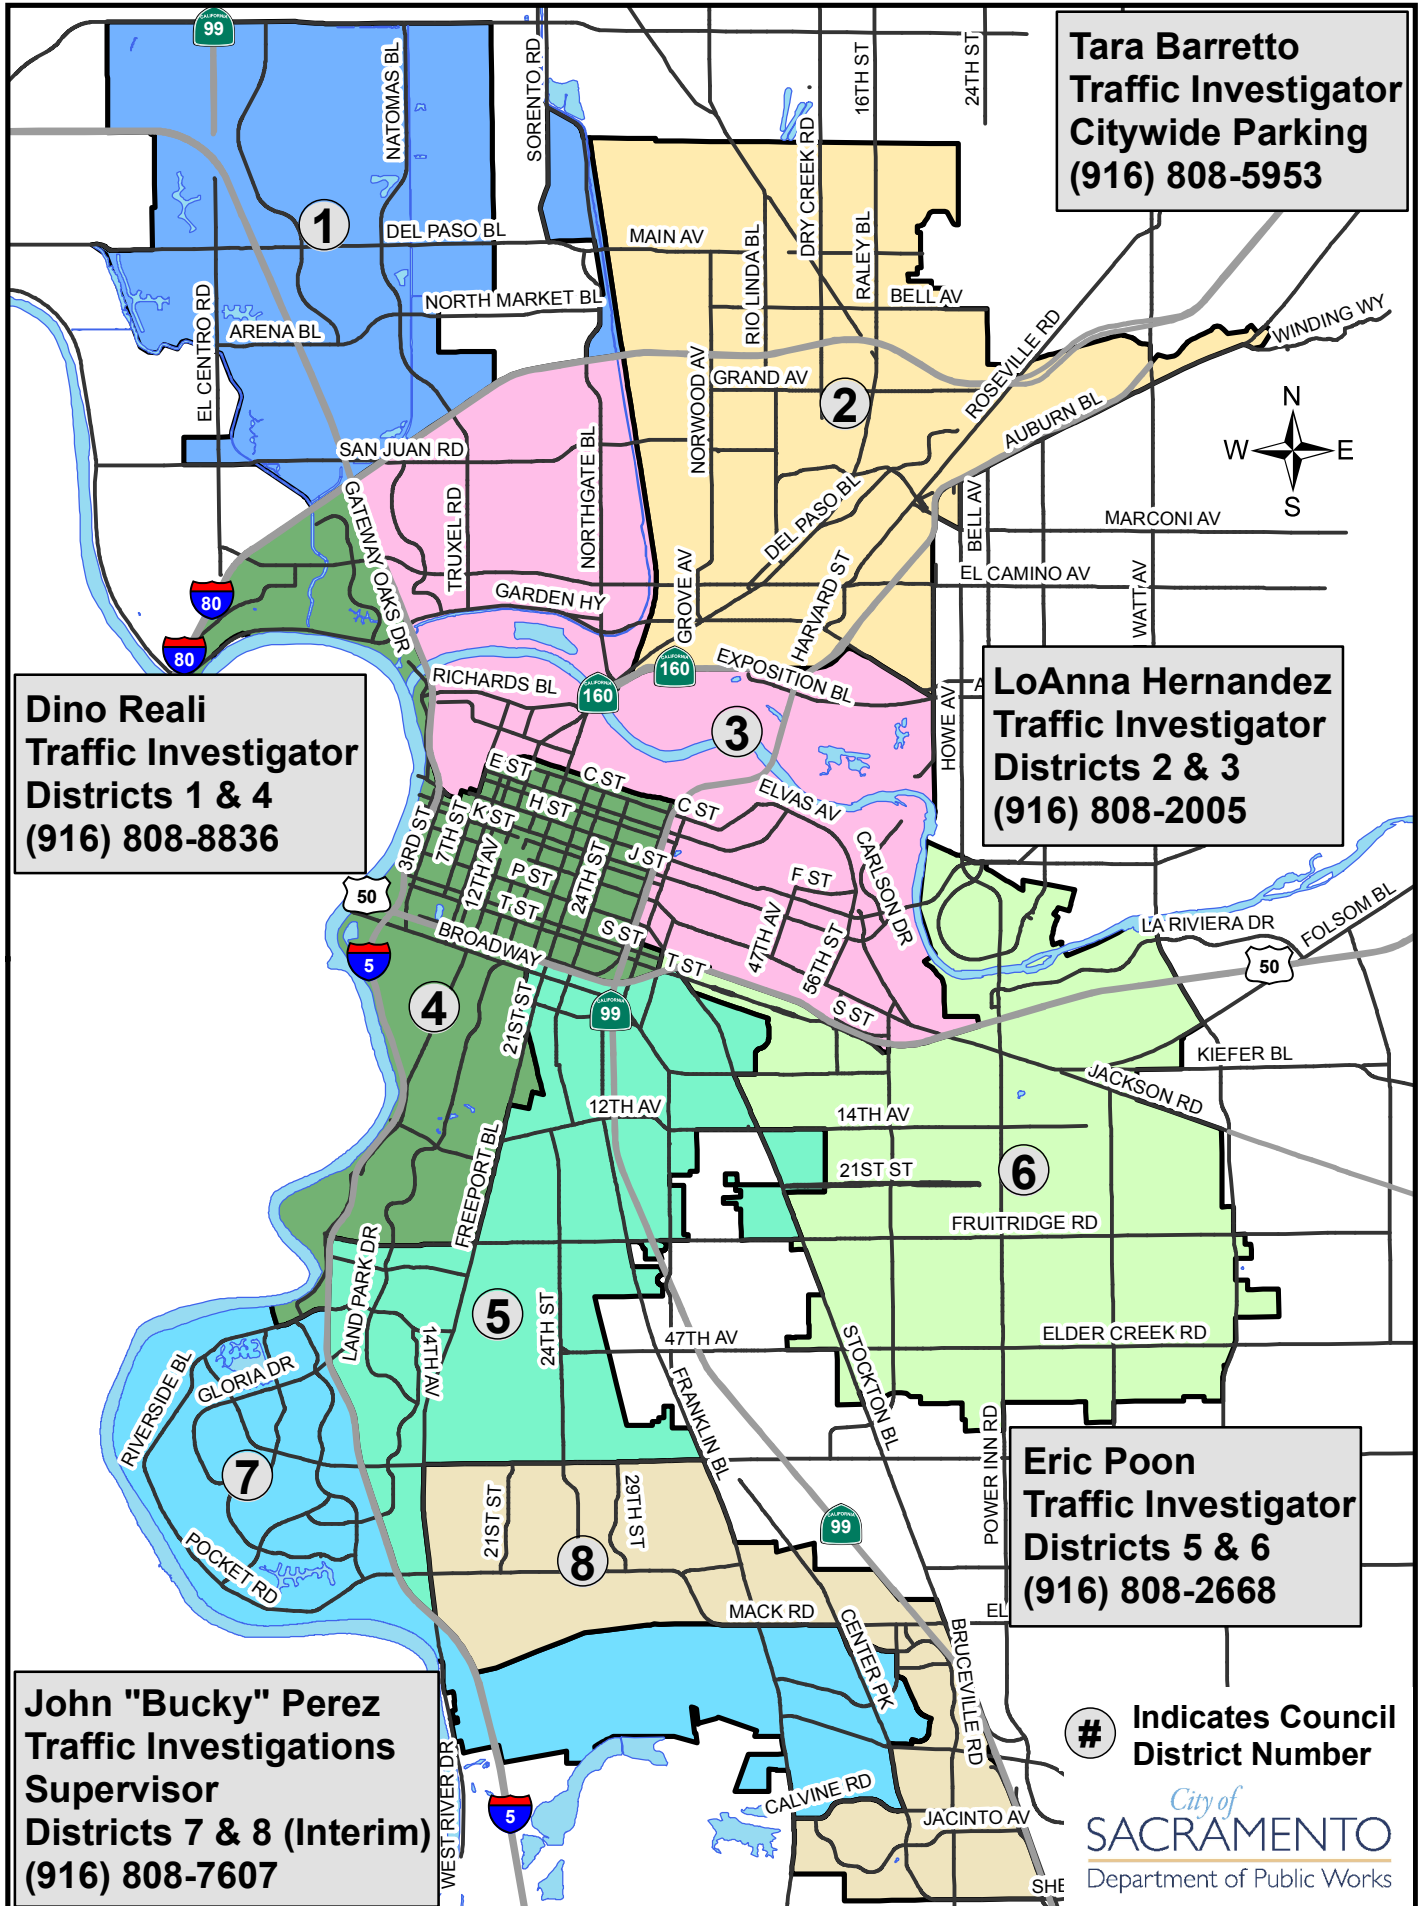 CALIFORNIA
99
NATOMAS BL
SORENTO RD
16TH ST
24TH ST
Tara Barretto
Traffic Investigator
Citywide Parking
(916) 808-5953
DRY CREEK RD
1
DEL PASO BL
MAIN AV
RIO LINDA BL
RALEY BL
NORTH MARKET BL
BELL AV
EL CENTRO RD
ARENA BL
ROSEVILLE RD
WINDING WY
NORWOOD AV
GRAND AV
2
AUBURN BL
N
W E
S
SAN JUAN RD
NORTHGATE BL
GATEWAY OAKS DR
TRUXEL RD
DEL PASO BL
BELL AV
MARCONI AV
EL CAMINO AV
WATT AV
80
GARDEN HY
GROVE AV
HARVARD ST
80
CALIFORNIA
160
CALIFORNIA
160
EXPOSITION BL
RICHARDS BL
HOWE AV
A
Dino Reali
Traffic Investigator
Districts 1 & 4
(916) 808-8836
LoAnna Hernandez
Traffic Investigator
Districts 2 & 3
(916) 808-2005
3
E ST
C ST
H ST
K ST
C ST
ELVAS AV
3RD ST
7TH ST
12TH AV
24TH ST
J ST
P ST
T ST
F ST
CARLSON DR
50
BROADWAY
S ST
T ST
47TH AV
56TH ST
S ST
LA RIVIERA DR
FOLSOM BL
50
5
4
21ST ST
CALIFORNIA
99
KIEFER BL
JACKSON RD
12TH AV
14TH AV
FREEPORT BL
21ST ST
6
FRUITRIDGE RD
LAND PARK DR
5
24TH ST
14TH AV
47TH AV
STOCKTON BL
ELDER CREEK RD
RIVERSIDE BL
GLORIA DR
FRANKLIN BL
7
POWER INN RD
Eric Poon
Traffic Investigator
Districts 5 & 6
(916) 808-2668
21ST ST
29TH ST
CALIFORNIA
99
8
POCKET RD
MACK RD
CENTER PK
BRUCEVILLE RD
EL
John "Bucky" Perez
Traffic Investigations
Supervisor
Districts 7 & 8 (Interim)
(916) 808-7607
WEST RIVER DR
5
CALVINE RD
JACINTO AV
SHE
# Indicates Council
District Number
City of
SACRAMENTO
Department of Public Works